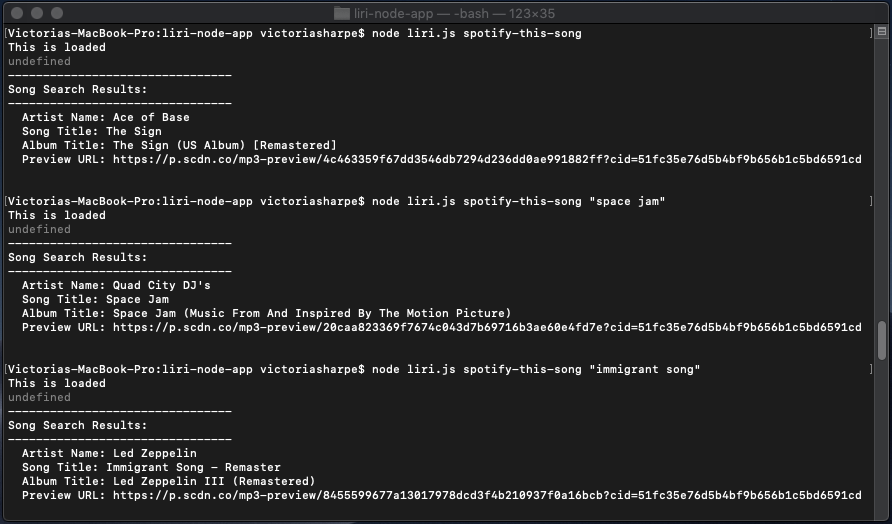 liri-node-app — -bash — 123×35
[Victorias-MacBook-Pro:liri-node-app victoriasharpe$ node liri.js spotify-this-song ]
This is loaded
undefined
--------------------------------
Song Search Results:
--------------------------------
Artist Name: Ace of Base
Song Title: The Sign
Album Title: The Sign (US Album) [Remastered]
Preview URL: https://p.scdn.co/mp3-preview/4c463359f67dd3546db7294d236dd0ae991882ff?cid=51fc35e76d5b4bf9b656b1c5bd6591cd
[Victorias-MacBook-Pro:liri-node-app victoriasharpe$ node liri.js spotify-this-song "space jam" ]
This is loaded
undefined
--------------------------------
Song Search Results:
--------------------------------
Artist Name: Quad City DJ's
Song Title: Space Jam
Album Title: Space Jam (Music From And Inspired By The Motion Picture)
Preview URL: https://p.scdn.co/mp3-preview/20caa823369f7674c043d7b69716b3ae60e4fd7e?cid=51fc35e76d5b4bf9b656b1c5bd6591cd
[Victorias-MacBook-Pro:liri-node-app victoriasharpe$ node liri.js spotify-this-song "immigrant song" ]
This is loaded
undefined
--------------------------------
Song Search Results:
--------------------------------
Artist Name: Led Zeppelin
Song Title: Immigrant Song - Remaster
Album Title: Led Zeppelin III (Remastered)
Preview URL: https://p.scdn.co/mp3-preview/8455599677a13017978dcd3f4b210937f0a16bcb?cid=51fc35e76d5b4bf9b656b1c5bd6591cd